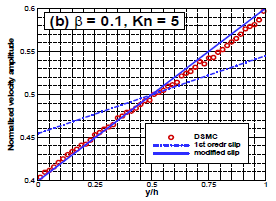 (b) β = 0.1, Kn = 5
Normalized velocity amplitude
0.6
0.55
0.5
0.45
0.4
DSMC
1st order slip
modified slip
0
0.25
0.5
0.75
1
y/h